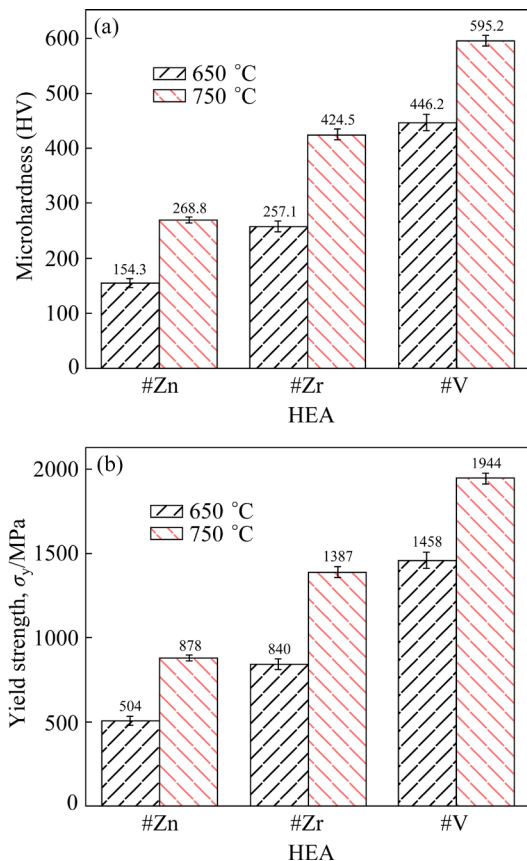 (a)
650 °C
750 °C
Microhardness (HV)
600
500
400
300
200
100
0
154.3
268.8
257.1
424.5
446.2
595.2
#Zn
#Zr
#V
HEA
(b)
650 °C
750 °C
Yield strength, σy/MPa
2000
1500
1000
500
0
504
878
840
1387
1458
1944
#Zn
#Zr
#V
HEA